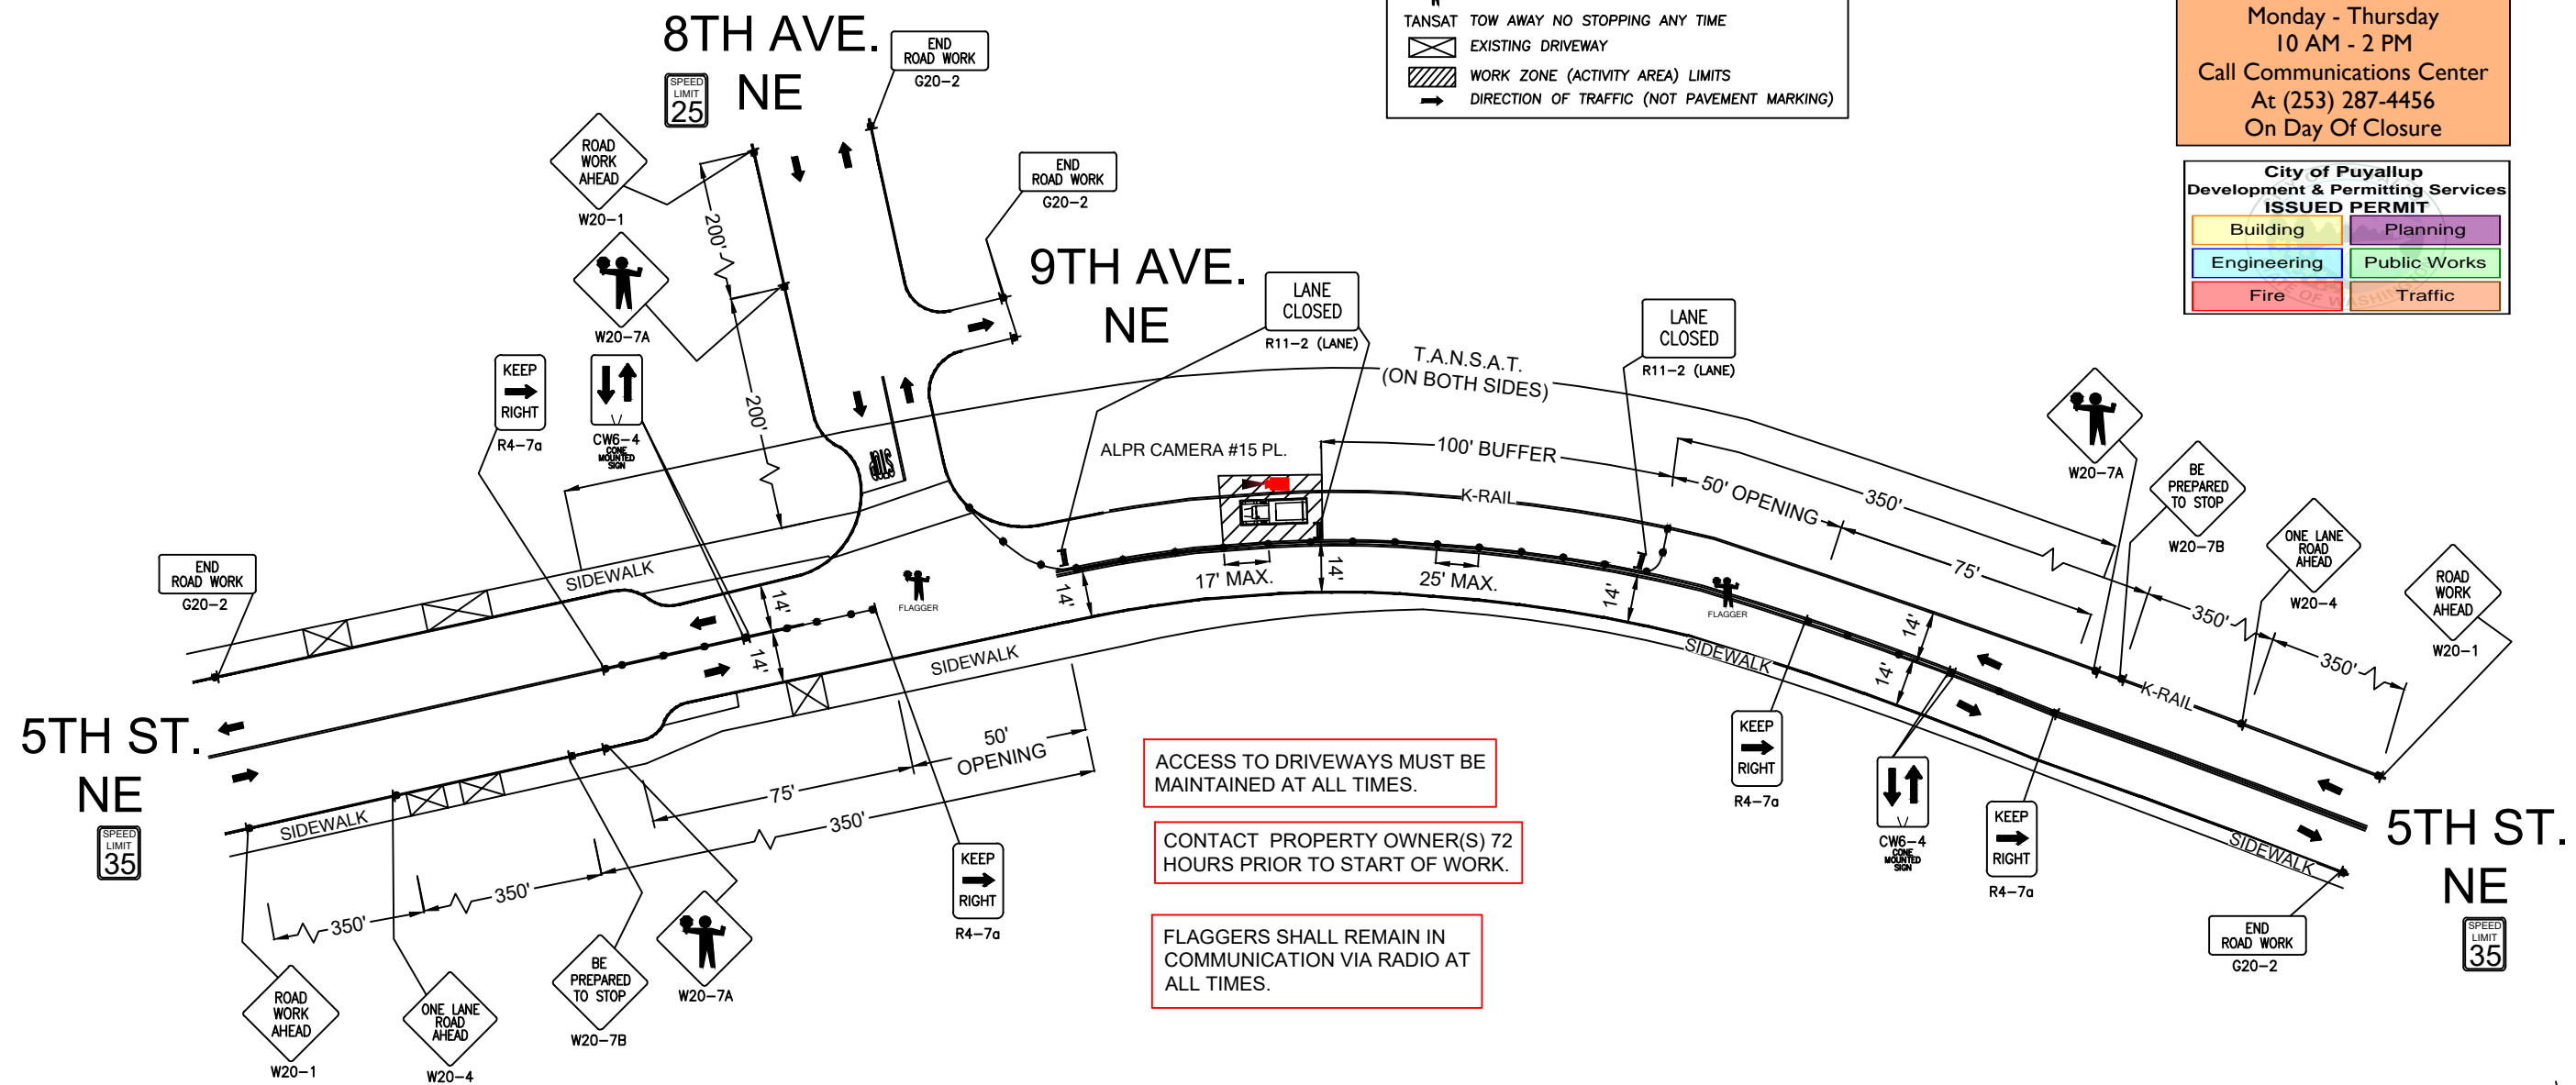 8TH AVE.
NE
SPEED
LIMIT
25
END
ROAD WORK
G20-2
ROAD
WORK
AHEAD
W20-1
W20-7A
200'
200'
END
ROAD WORK
G20-2
9TH AVE.
NE
TANSAT TOW AWAY NO STOPPING ANY TIME
EXISTING DRIVEWAY
WORK ZONE (ACTIVITY AREA) LIMITS
DIRECTION OF TRAFFIC (NOT PAVEMENT MARKING)
Monday - Thursday
10 AM - 2 PM
Call Communications Center
At (253) 287-4456
On Day Of Closure
City of Puyallup
Development & Permitting Services
ISSUED PERMIT
Building
Planning
Engineering
Public Works
Fire
Traffic
KEEP
RIGHT
R4-7a
CW6-4
CONE
MOUNTED
SIGN
LANE
CLOSED
R11-2 (LANE)
LANE
CLOSED
R11-2 (LANE)
T.A.N.S.A.T.
(ON BOTH SIDES)
ALPR CAMERA #15 PL.
100' BUFFER
K-RAIL
50' OPENING
350'
75'
350'
350'
W20-7A
BE
PREPARED
TO STOP
W20-7B
ONE LANE
ROAD
AHEAD
W20-4
ROAD
WORK
AHEAD
W20-1
STOP
END
ROAD WORK
G20-2
SIDEWALK
14'
14'
FLAGGER
14'
17' MAX.
14'
25' MAX.
14'
FLAGGER
14'
14'
SIDEWALK
SIDEWALK
K-RAIL
5TH ST.
NE
SPEED
LIMIT
35
SIDEWALK
75'
50'
OPENING
350'
350'
350'
ROAD
WORK
AHEAD
W20-1
ONE LANE
ROAD
AHEAD
W20-4
BE
PREPARED
TO STOP
W20-7B
W20-7A
KEEP
RIGHT
R4-7a
ACCESS TO DRIVEWAYS MUST BE
MAINTAINED AT ALL TIMES.
CONTACT PROPERTY OWNER(S) 72
HOURS PRIOR TO START OF WORK.
FLAGGERS SHALL REMAIN IN
COMMUNICATION VIA RADIO AT
ALL TIMES.
KEEP
RIGHT
R4-7a
CW6-4
CONE
MOUNTED
SIGN
KEEP
RIGHT
R4-7a
SIDEWALK
END
ROAD WORK
G20-2
5TH ST.
NE
SPEED
LIMIT
35